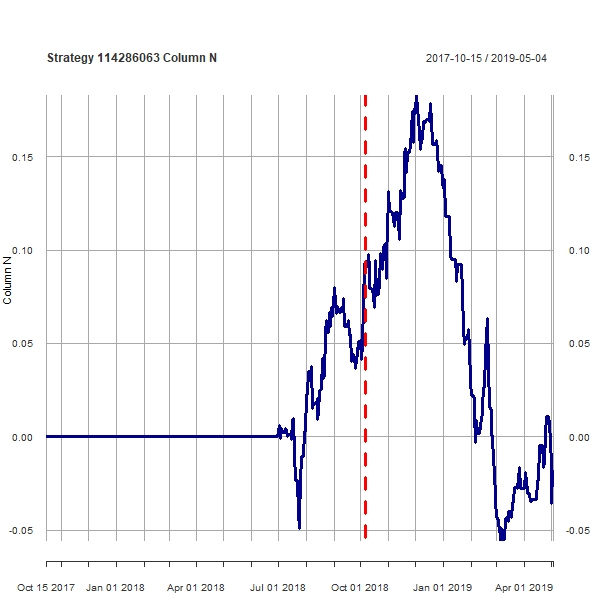 Strategy 114286063 Column N
2017-10-15 / 2019-05-04
Column N
0.15
0.10
0.05
0.00
-0.05
0.15
0.10
0.05
0.00
-0.05
Oct 15 2017
Jan 01 2018
Apr 01 2018
Jul 01 2018
Oct 01 2018
Jan 01 2019
Apr 01 2019